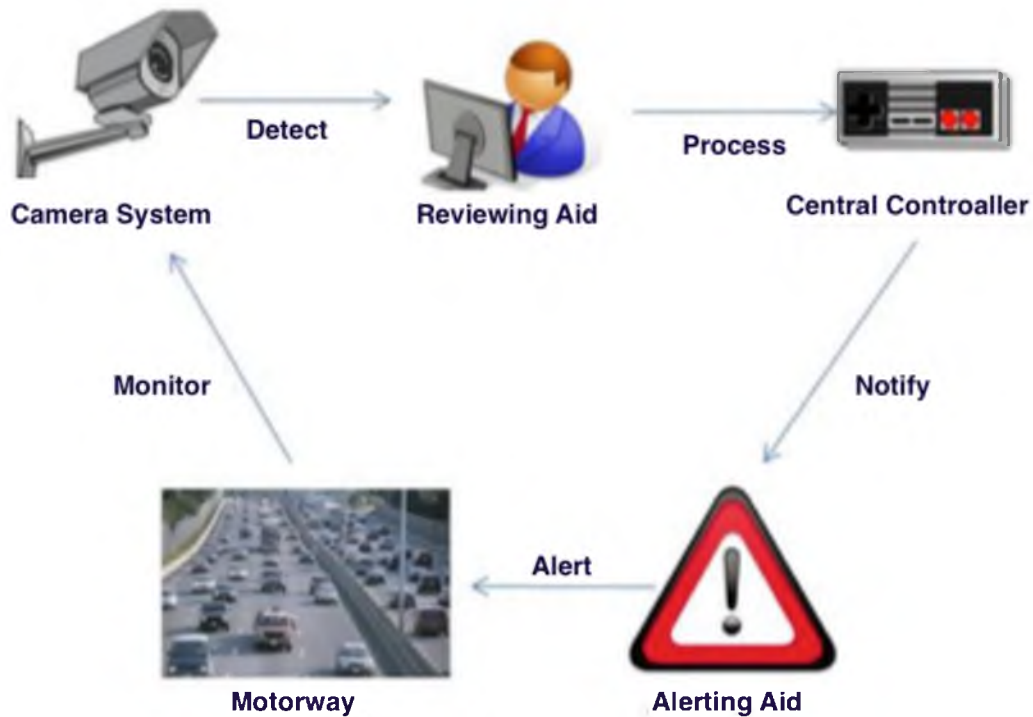 Detect
Process
Camera System
Reviewing Aid
Central Controaller
Monitor
Notify
Alert
Motorway
Alerting Aid